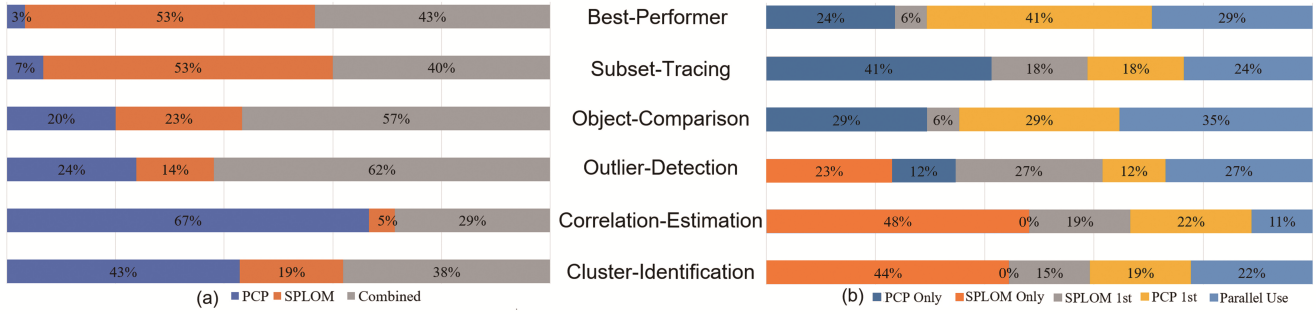 3% 53% 43% Best-Performer 24% 6% 41% 29%
7% 53% 40% Subset-Tracing 41% 18% 18% 24%
20% 23% 57% Object-Comparison 29% 6% 29% 35%
24% 14% 62% Outlier-Detection 23% 12% 27% 12% 27%
67% 5% 29% Correlation-Estimation 48% 0% 19% 22% 11%
43% 19% 38% Cluster-Identification 44% 0% 15% 19% 22%
(a) PCP SPLOM Combined (b) PCP Only SPLOM Only SPLOM 1st PCP 1st Parallel Use